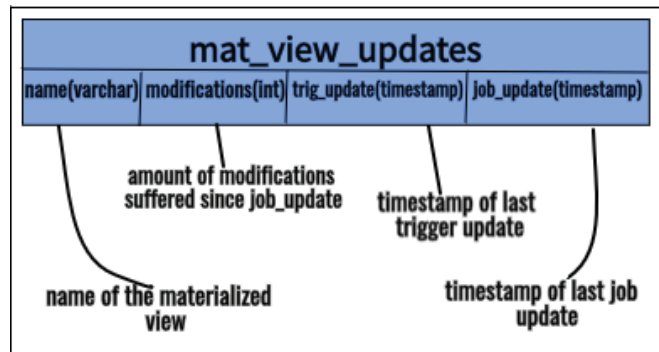 mat_view_updates
name(varchar) modifications(int) trig_update(timestamp) job_update(timestamp)
amount of modifications
suffered since job_update
timestamp of last
trigger update
name of the materialized
view
timestamp of last job
update